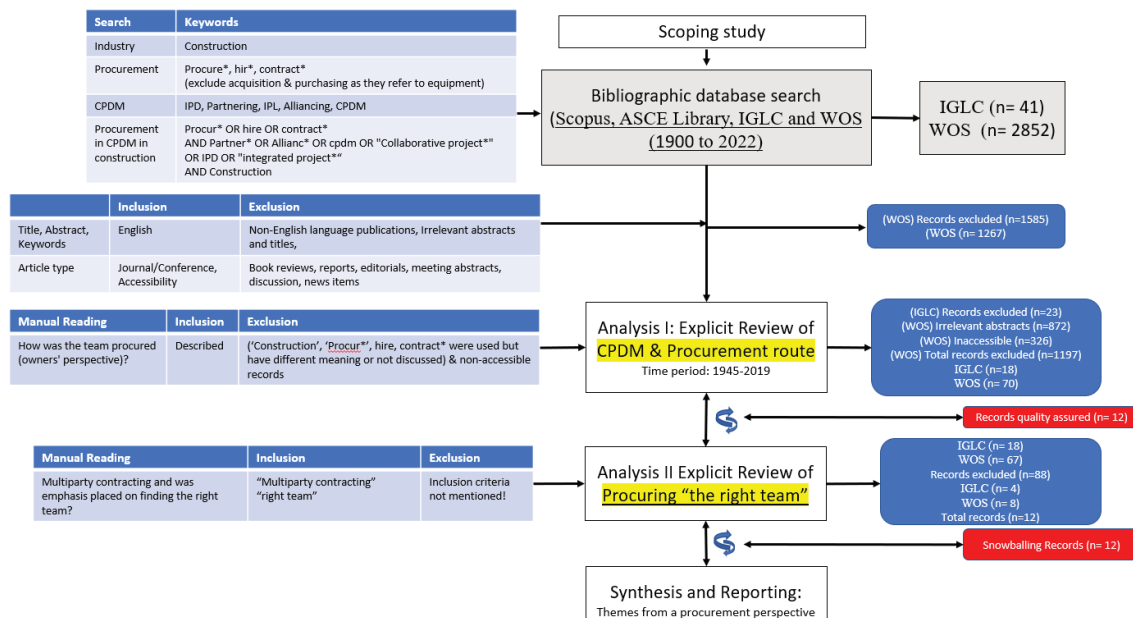 Search Keywords
Industry Construction
Procurement Procure*, hir*, contract*
(exclude acquisition & purchasing as they refer to equipment)
CPDM IPD, Partnering, IPL, Alliancing, CPDM
Procurement Procur* OR hire OR contract*
in CPDM in AND Partner* OR Allianc* OR cpdm OR "Collaborative project*"
construction OR IPD OR "integrated project*“
AND Construction
Scoping study
Bibliographic database search
(Scopus, ASCE Library, IGLC and WOS
(1900 to 2022)
IGLC (n= 41)
WOS (n= 2852)
Inclusion Exclusion
Title, Abstract, English Non-English language publications, Irrelevant abstracts
Keywords and titles,
Article type Journal/Conference, Book reviews, reports, editorials, meeting abstracts,
Accessibility discussion, news items
(WOS) Records excluded (n=1585)
(WOS (n= 1267)
Manual Reading Inclusion Exclusion
How was the team procured Described (‘Construction’, ‘Procur*’, hire, contract* were used but
(owners' perspective)? have different meaning or not discussed) & non-accessible
records
Analysis I: Explicit Review of
CPDM & Procurement route
Time period: 1945-2019
(IGLC) Records excluded (n=23)
(WOS) Irrelevant abstracts (n=872)
(WOS) Inaccessible (n=326)
(WOS) Total records excluded (n=1197)
IGLC (n=18)
WOS (n= 70)
Records quality assured (n= 12)
Manual Reading Inclusion Exclusion
Multiparty contracting and was “Multiparty contracting” Inclusion criteria
emphasis placed on finding the right “right team” not mentioned!
team?
Analysis II Explicit Review of
Procuring “the right team”
IGLC (n= 18)
WOS (n= 67)
Records excluded (n=88)
IGLC (n= 4)
WOS (n= 8)
Total records (n=12)
Snowballing Records (n= 12)
Synthesis and Reporting:
Themes from a procurement perspective